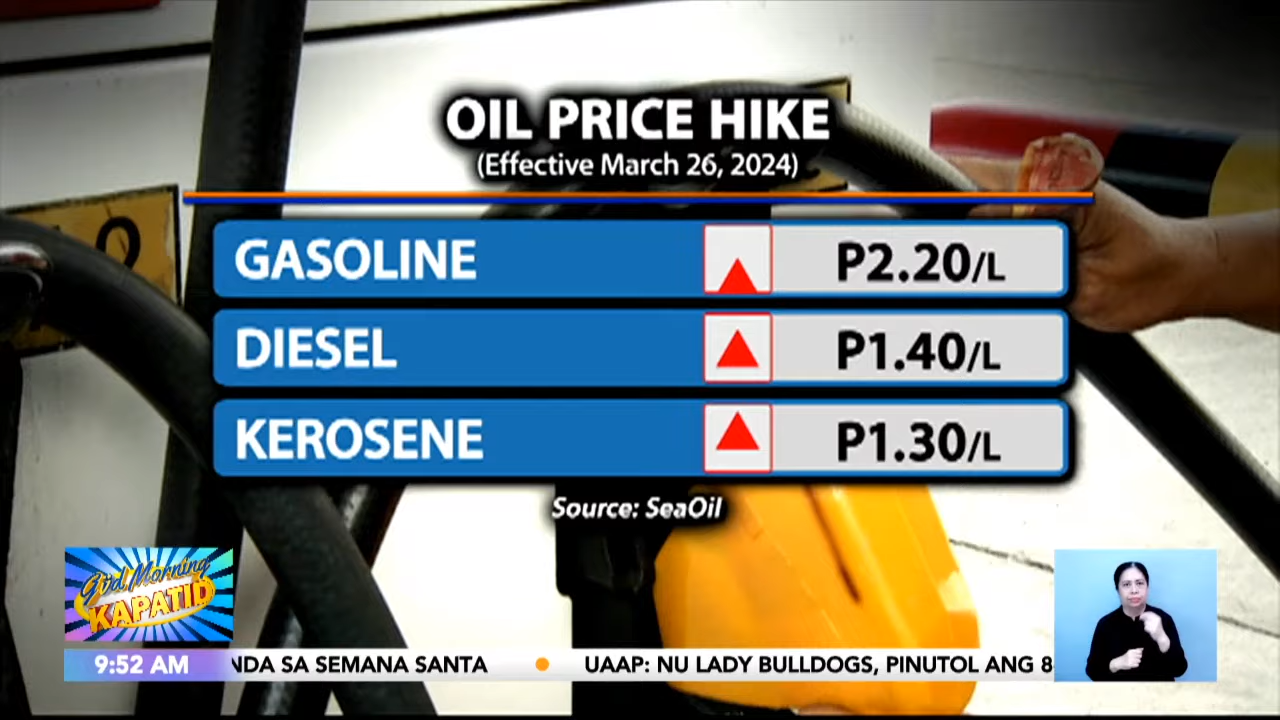 OIL PRICE HIKE
(Effective March 26, 2024)
GASOLINE P2.20/L
DIESEL P1.40/L
KEROSENE P1.30/L
Source: SeaOil
Gud Morning
KAPATID
9:52 AM NDA SA SEMANA SANTA UAAP: NU LADY BULLDOGS, PINUTOL ANG 8